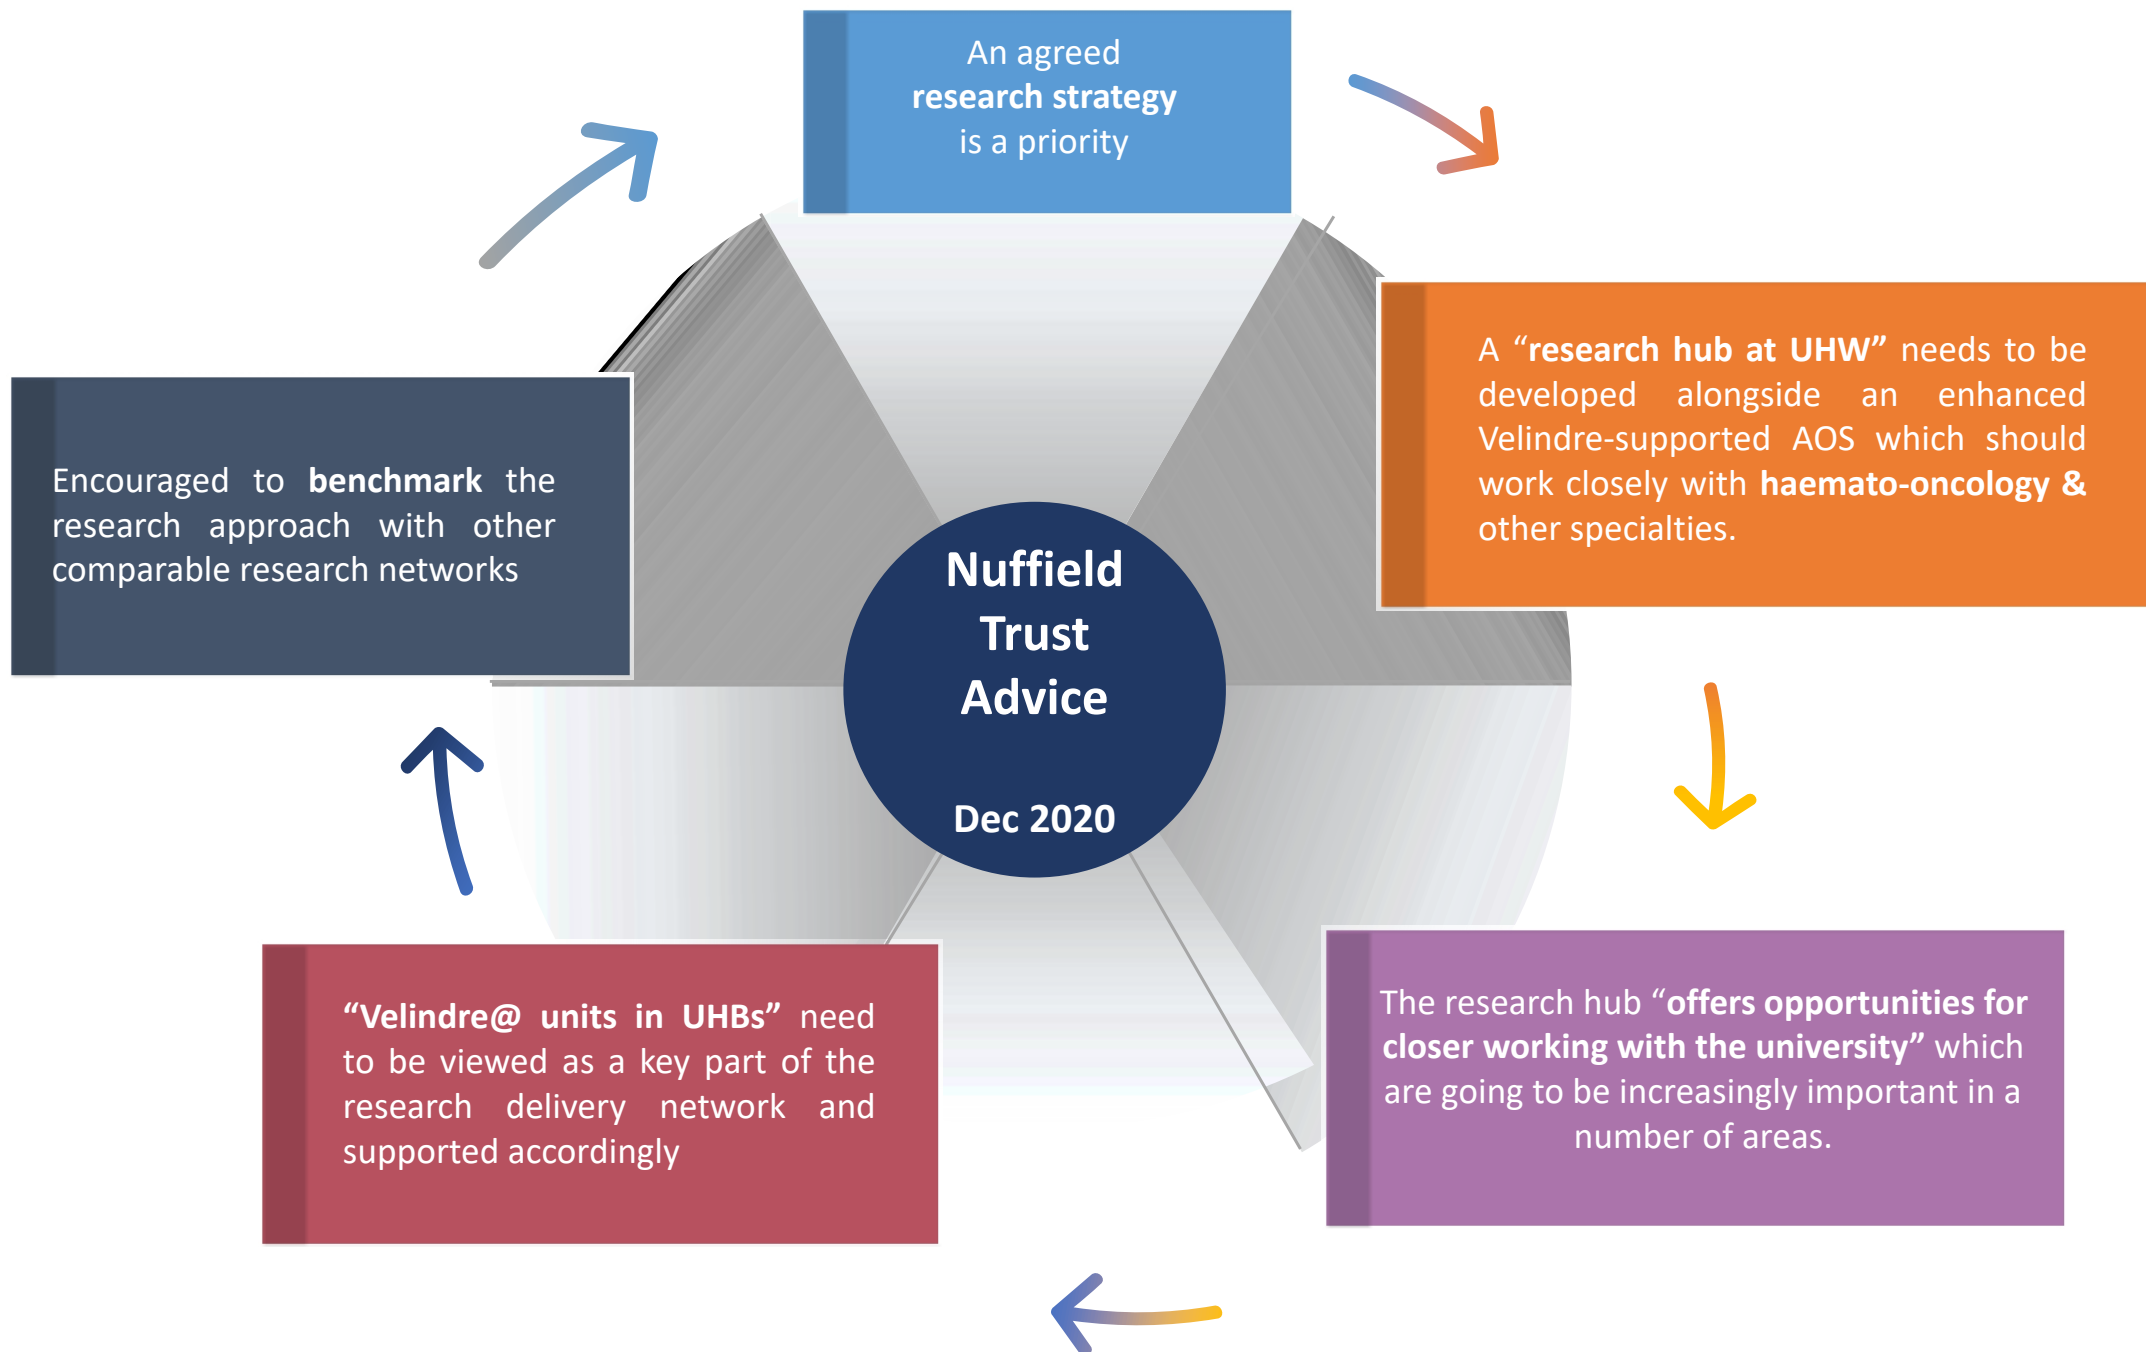 An agreed
research strategy
is a priority
A “research hub at UHW” needs to be
developed alongside an enhanced
Velindre-supported AOS which should
work closely with haemato-oncology &
other specialties.
The research hub “offers opportunities for
closer working with the university” which
are going to be increasingly important in a
number of areas.
“Velindre@ units in UHBs” need
to be viewed as a key part of the
research delivery network and
supported accordingly
Encouraged to benchmark the
research approach with other
comparable research networks
Nuffield
Trust
Advice
Dec 2020